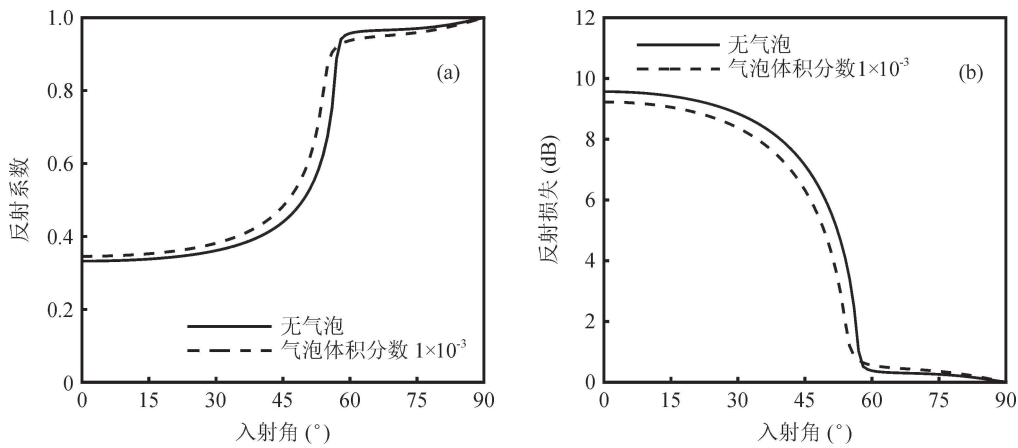 1.0
0.8
0.6
0.4
0.2
0
反射系数
(a)
无气泡
气泡体积分数 1×10-3
0 15 30 45 60 75 90
入射角 (°)
12
10
8
6
4
2
0
反射损失 (dB)
无气泡
气泡体积分数1×10-3
(b)
0 15 30 45 60 75 90
入射角 (°)